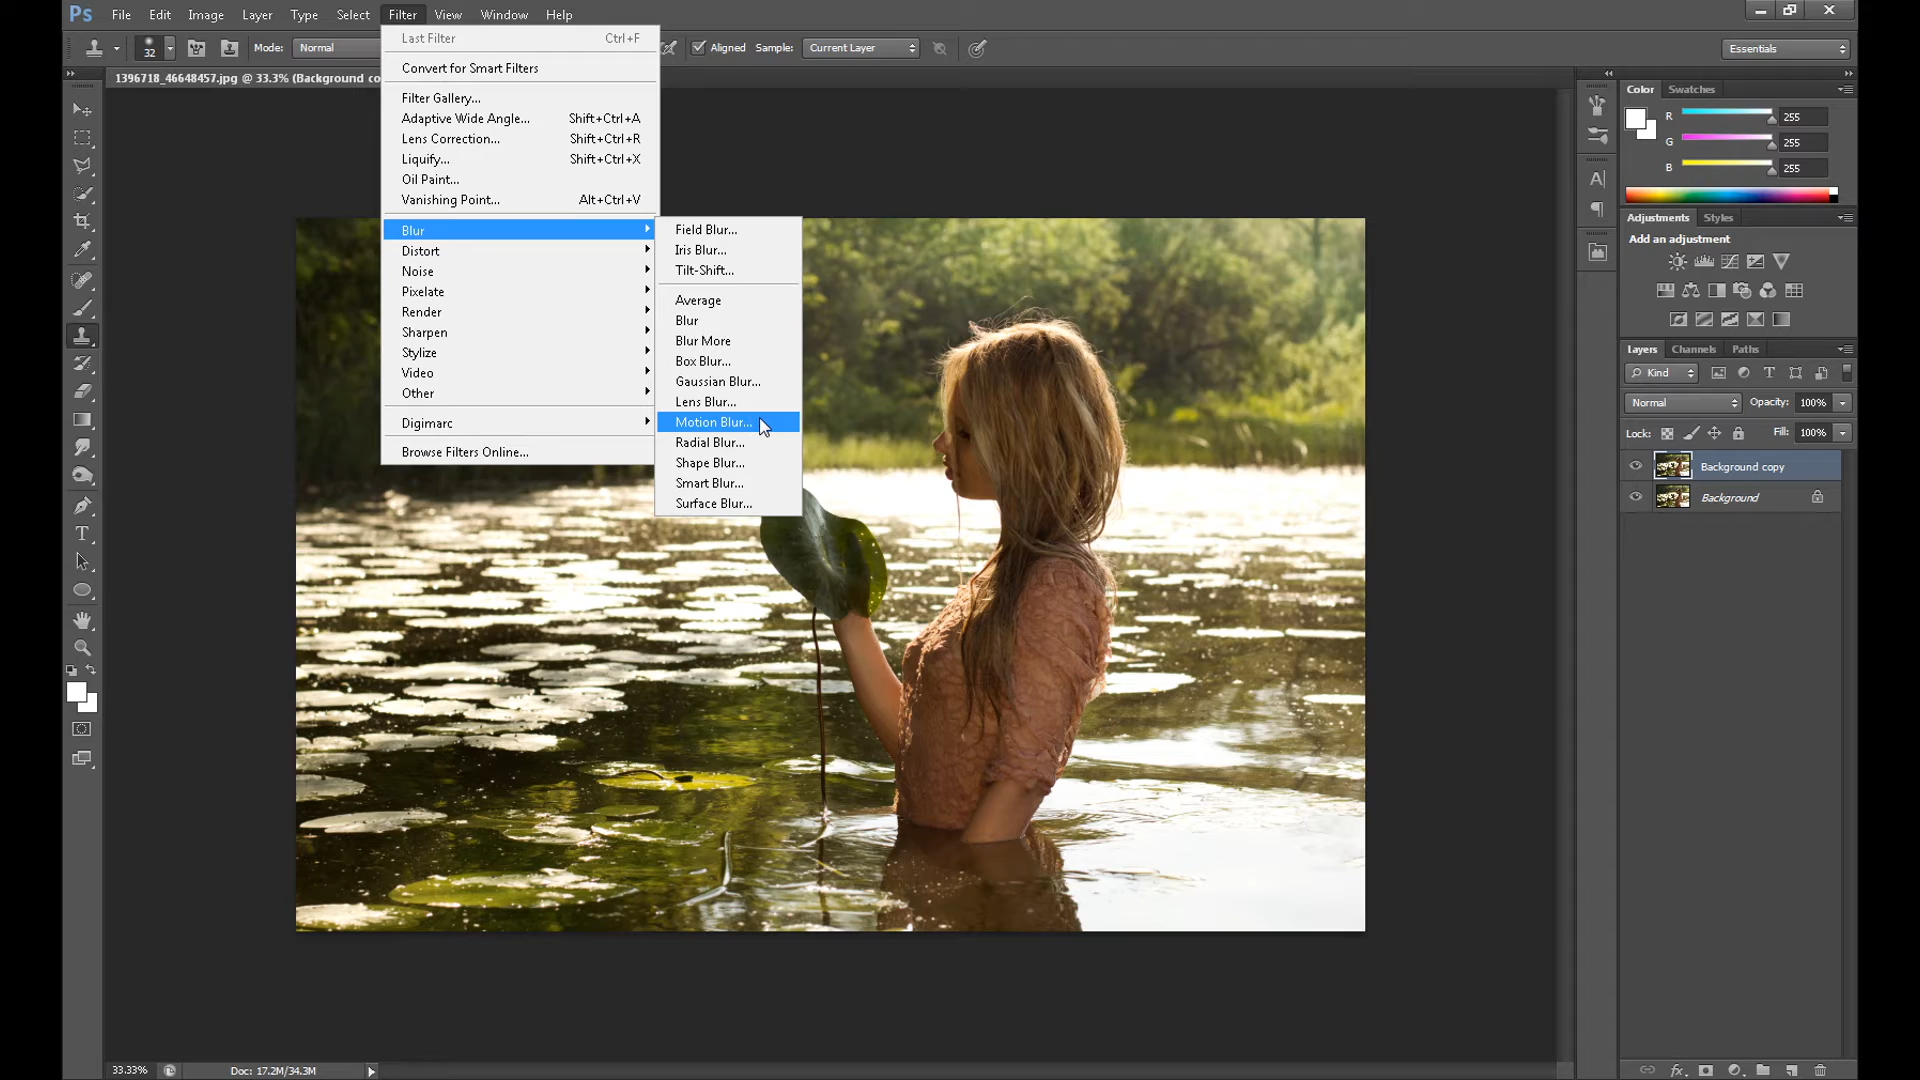 Ps File Edit Image Layer Type Select Filter View Window Help
32 Mode: Normal Aligned Sample: Current Layer Essentials
1396718_46648457.jpg @ 33.3% (Background co
Last Filter Ctrl+F
Convert for Smart Filters
Filter Gallery...
Adaptive Wide Angle... Shift+Ctrl+A
Lens Correction... Shift+Ctrl+R
Liquify... Shift+Ctrl+X
Oil Paint...
Vanishing Point... Alt+Ctrl+V
Blur
Distort
Noise
Pixelate
Render
Sharpen
Stylize
Video
Other
Digimarc
Browse Filters Online...
Field Blur...
Iris Blur...
Tilt-Shift...
Average
Blur
Blur More
Box Blur...
Gaussian Blur...
Lens Blur...
Motion Blur...
Radial Blur...
Shape Blur...
Smart Blur...
Surface Blur...
Color Swatches
R 255
G 255
B 255
Adjustments Styles
Add an adjustment
Layers Channels Paths
Kind
Normal Opacity: 100%
Lock: Fill: 100%
Background copy
Background
33.33% Doc: 17.2M/34.3M